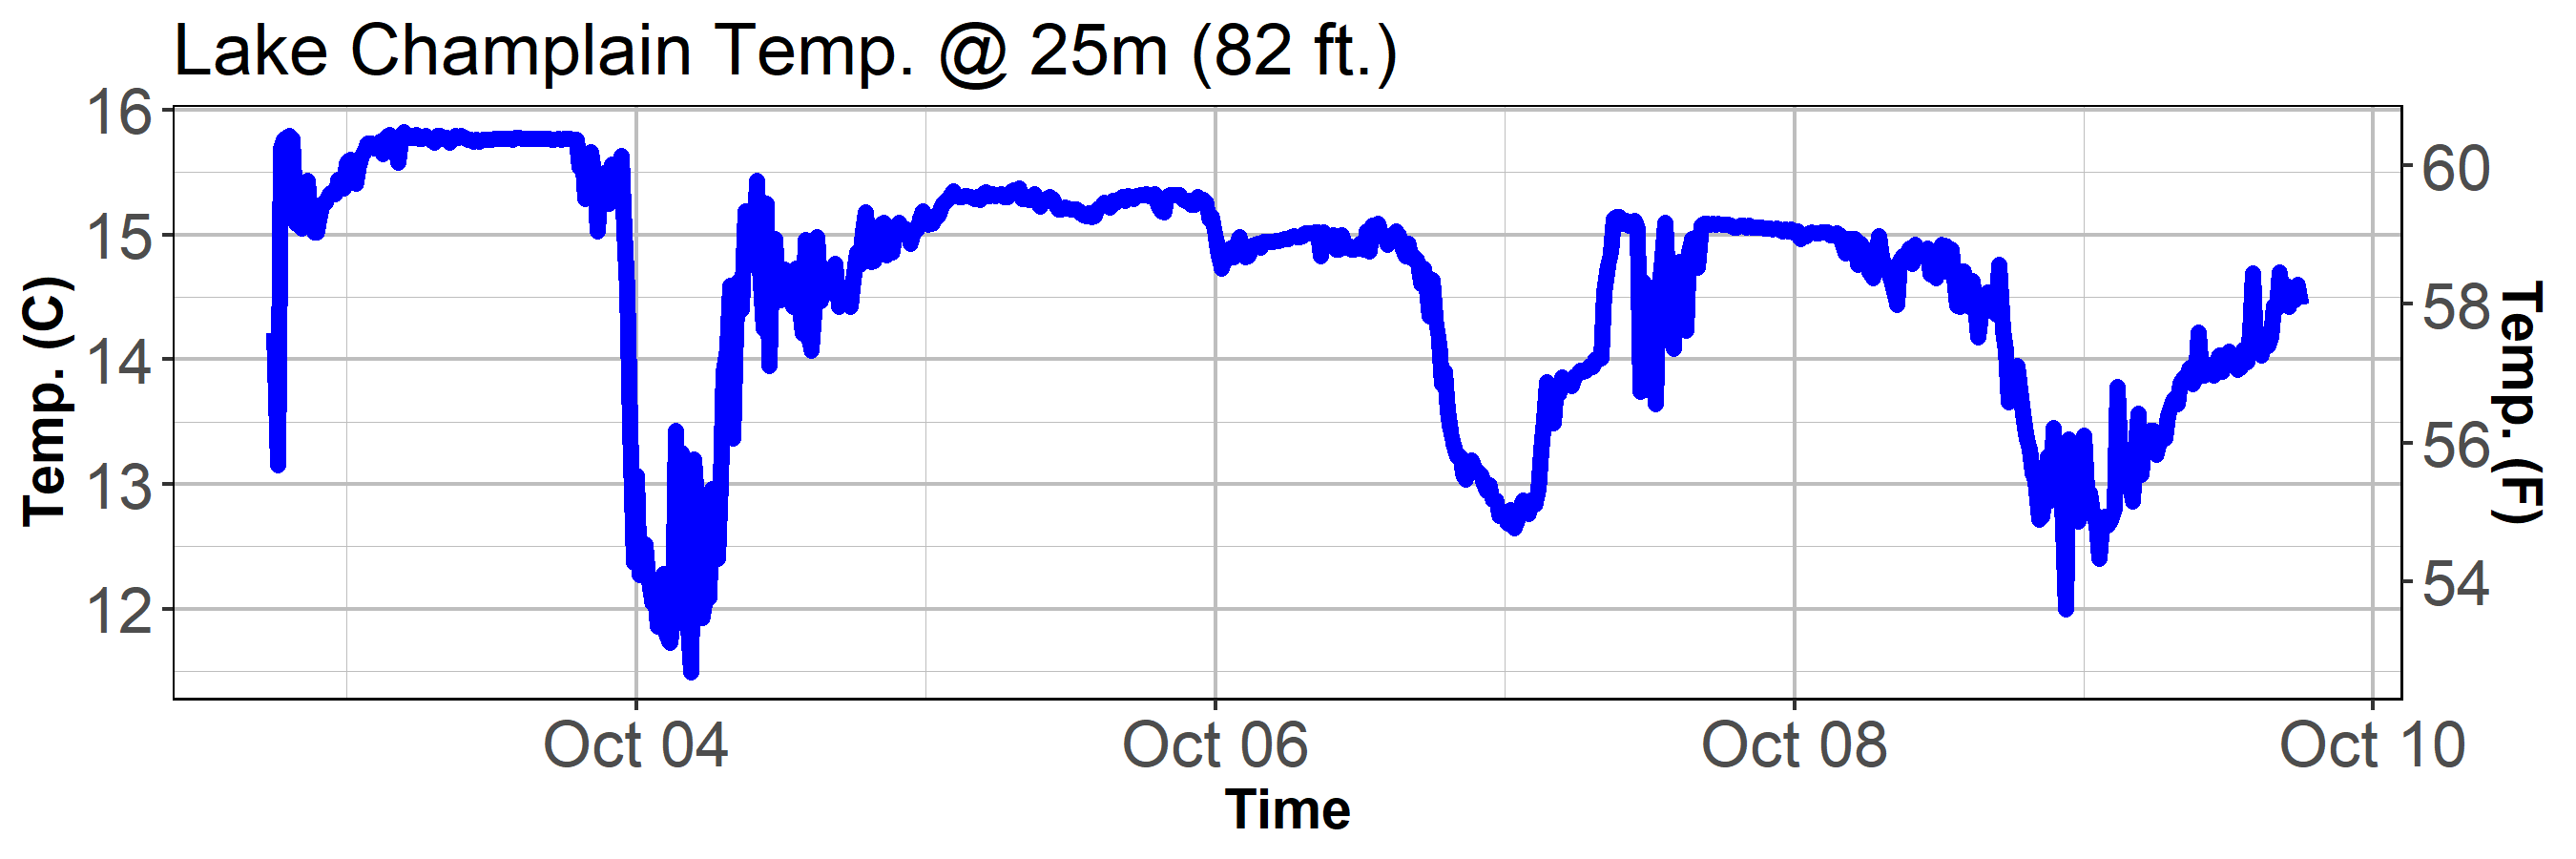 Lake Champlain Temp. @ 25m (82 ft.)
16
15
14
13
12
Temp. (C)
60
58
56
54
Temp. (F)
Oct 04
Oct 06
Oct 08
Oct 10
Time